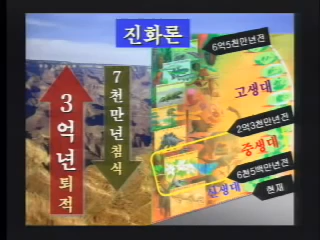 진화론
6억5천만년전
고생대
3억년 퇴적
7천만년침식
2억3천만년전
중생대
6천5백만년전
신생대
현재